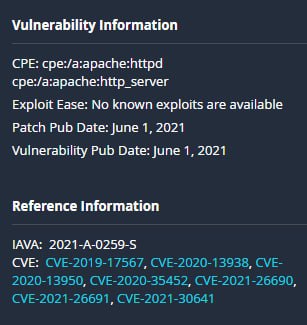 Vulnerability Information
CPE: cpe:/a:apache:httpd
cpe:/a:apache:http_server
Exploit Ease: No known exploits are available
Patch Pub Date: June 1, 2021
Vulnerability Pub Date: June 1, 2021
Reference Information
IAVA: 2021-A-0259-S
CVE: CVE-2019-17567, CVE-2020-13938, CVE-
2020-13950, CVE-2020-35452, CVE-2021-26690,
CVE-2021-26691, CVE-2021-30641